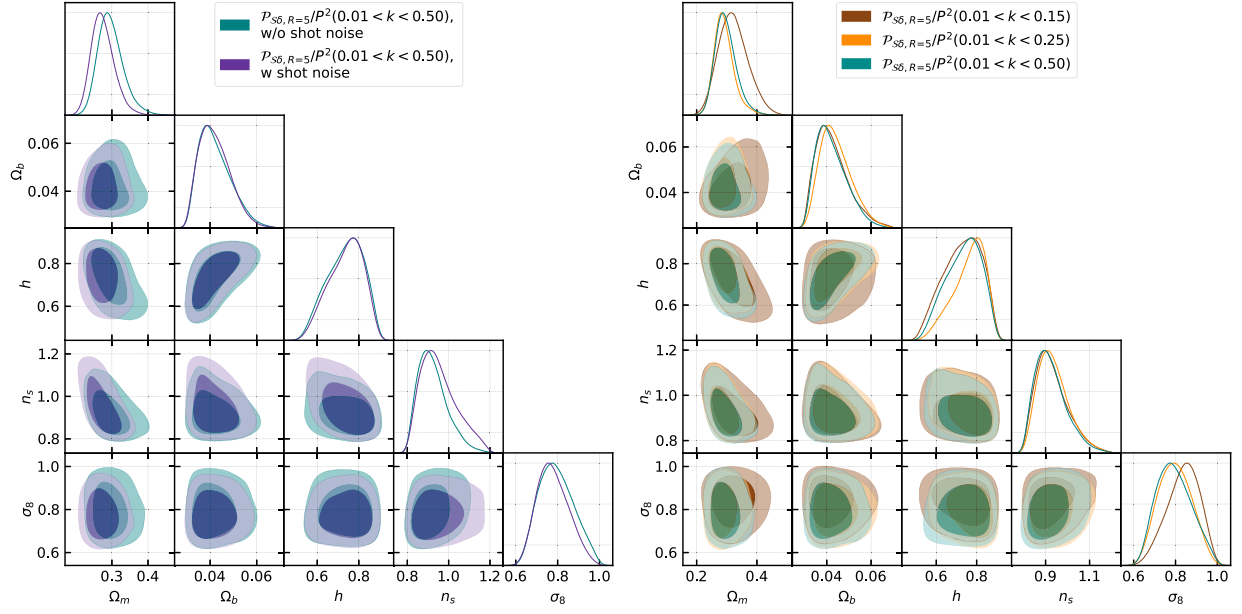 𝒫_{Sδ, R=5}/P²(0.01 < k < 0.50),
w/o shot noise
𝒫_{Sδ, R=5}/P²(0.01 < k < 0.50),
w shot noise
0.06
0.04
Ω_b
0.8
0.6
h
1.2
1.0
0.8
n_s
1.0
0.8
0.6
σ_8
0.3 0.4 0.04 0.06 0.6 0.8 0.8 1.0 1.2 0.6 0.8 1.0
Ω_m Ω_b h n_s σ_8
𝒫_{Sδ, R=5}/P²(0.01 < k < 0.15)
𝒫_{Sδ, R=5}/P²(0.01 < k < 0.25)
𝒫_{Sδ, R=5}/P²(0.01 < k < 0.50)
0.06
0.04
Ω_b
0.8
0.6
h
1.2
1.0
0.8
n_s
1.0
0.8
0.6
σ_8
0.2 0.4 0.04 0.06 0.6 0.8 0.9 1.1 0.6 0.8 1.0
Ω_m Ω_b h n_s σ_8